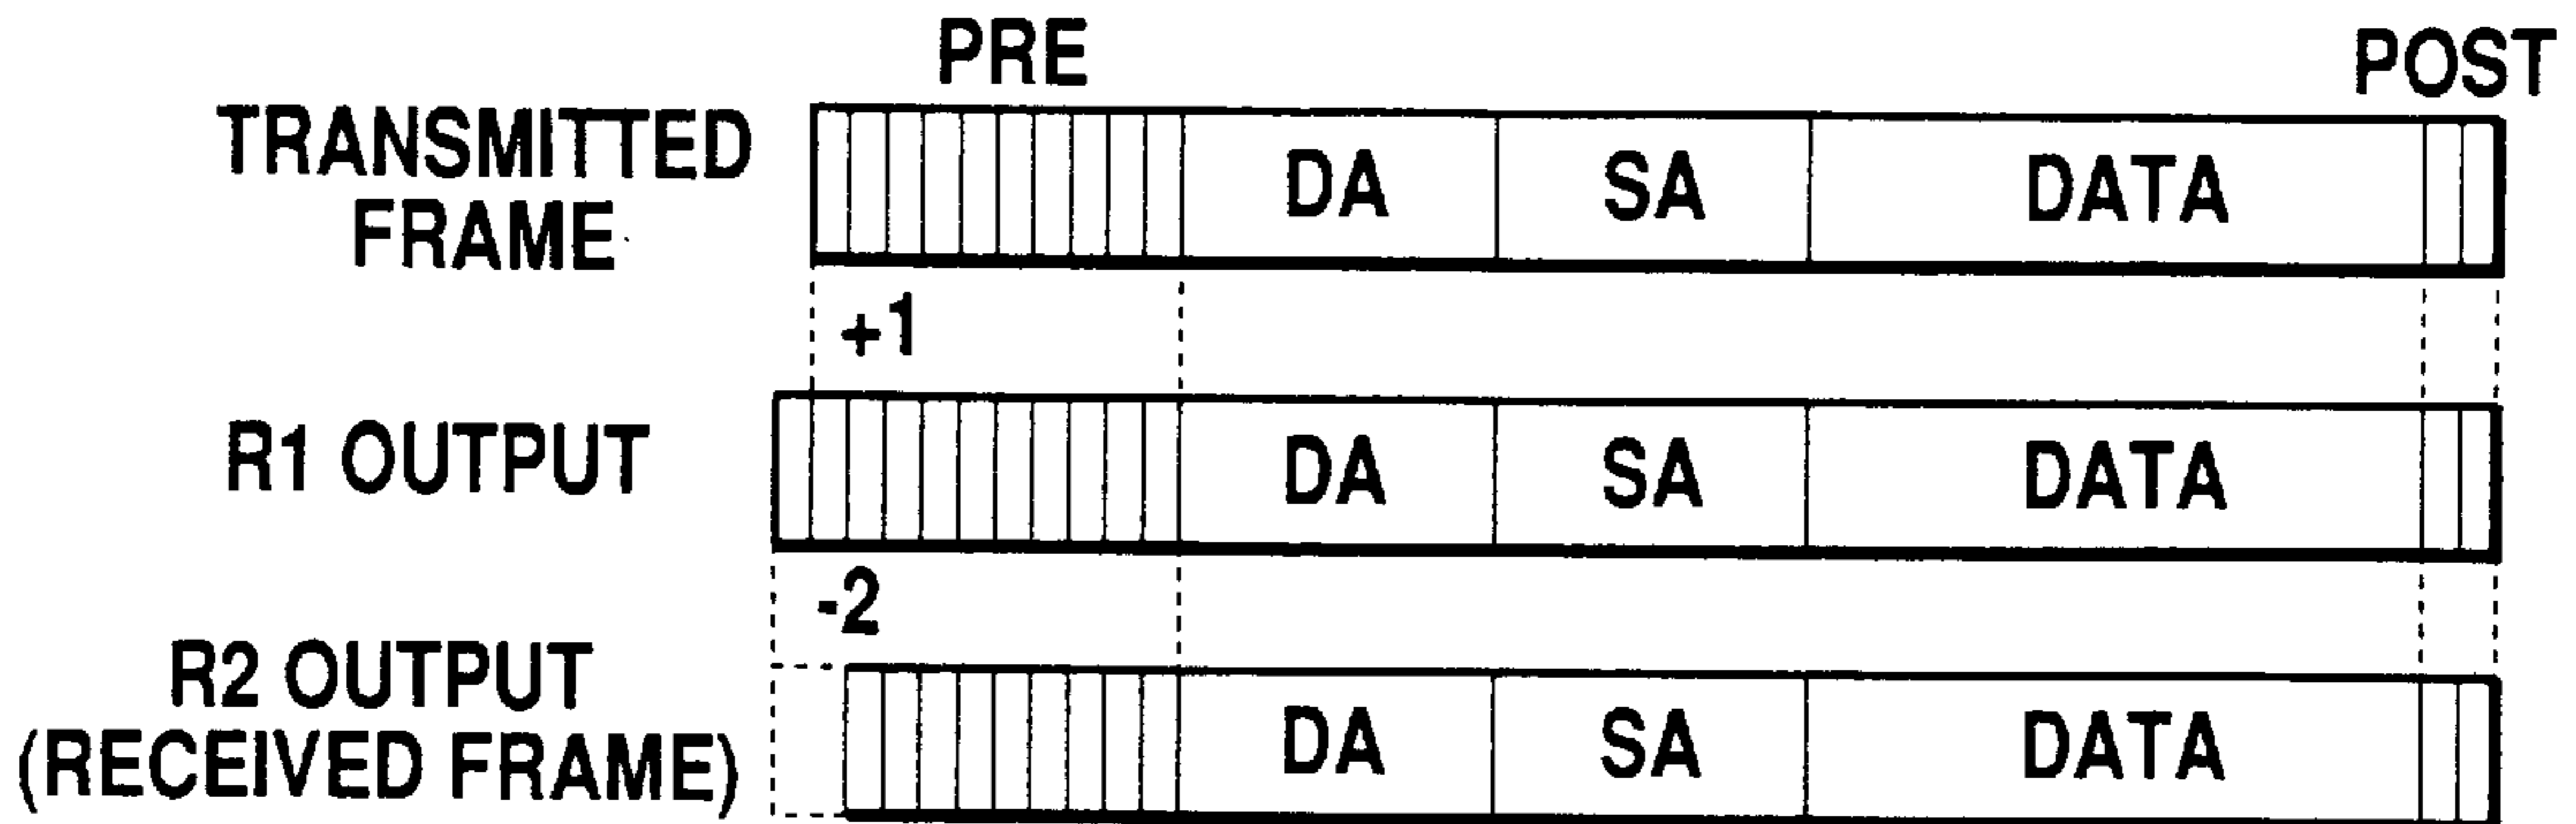 PRE
POST
TRANSMITTED
FRAME
DA
SA
DATA
+1
R1 OUTPUT
DA
SA
DATA
-2
R2 OUTPUT
(RECEIVED FRAME)
DA
SA
DATA